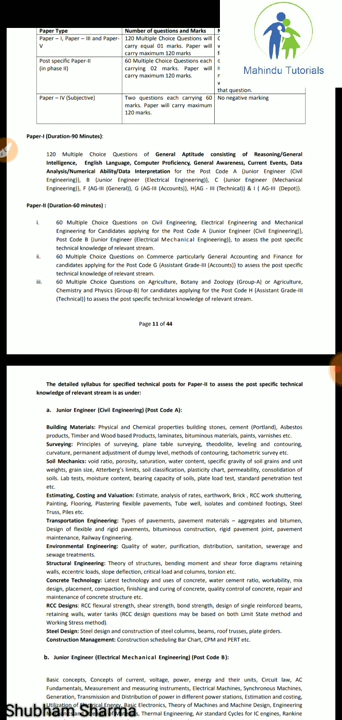 Paper Type Number of questions and Marks
Paper – I, Paper – III and Paper- 120 Multiple Choice Questions will
V carry equal 01 marks. Paper will
carry maximum 120 marks
Post specific Paper-II 60 Multiple Choice Questions each
(in phase II) carrying 02 marks. Paper will
carry maximum 120 marks.
that question.
Paper – IV (Subjective) Two questions each carrying 60 No negative marking
marks. Paper will carry maximum
120 marks.
Mahindu Tutorials
Paper-I (Duration-90 Minutes):
120 Multiple Choice Questions of General Aptitude consisting of Reasoning/General
Intelligence, English Language, Computer Proficiency, General Awareness, Current Events, Data
Analysis/Numerical Ability/Data Interpretation for the Post Code A (Junior Engineer (Civil
Engineering)), B (Junior Engineer (Electrical Engineering)), C (Junior Engineer (Mechanical
Engineering)), F (AG-III (General)), G (AG-III (Accounts)), H(AG - III (Technical)) & I ( AG-III (Depot)).
Paper-II (Duration-60 minutes) :
i. 60 Multiple Choice Questions on Civil Engineering, Electrical Engineering and Mechanical
Engineering for Candidates applying for the Post Code A (Junior Engineer (Civil Engineering)),
Post Code B (Junior Engineer (Electrical Mechanical Engineering)), to assess the post specific
technical knowledge of relevant stream.
ii. 60 Multiple Choice Questions on Commerce particularly General Accounting and Finance for
candidates applying for the Post Code G (Assistant Grade-III (Accounts)) to assess the post specific
technical knowledge of relevant stream.
iii. 60 Multiple Choice Questions on Agriculture, Botany and Zoology (Group-A) or Agriculture,
Chemistry and Physics (Group-B) for candidates applying for the Post Code H (Assistant Grade-III
(Technical)) to assess the post specific technical knowledge of relevant stream.
Page 11 of 44
The detailed syllabus for specified technical posts for Paper-II to assess the post specific technical
knowledge of relevant stream is as under:
a. Junior Engineer (Civil Engineering) (Post Code A):
Building Materials: Physical and Chemical properties building stones, cement (Portland), Asbestos
products, Timber and Wood based Products, laminates, bituminous materials, paints, varnishes etc.
Surveying: Principles of surveying, plane table surveying, theodolite, leveling and contouring,
curvature, permanent adjustment of dumpy level, methods of contouring, tachometric survey etc.
Soil Mechanics: void ratio, porosity, saturation, water content, specific gravity of soil grains and unit
weights, grain size, Atterberg's limits, soil classification, plasticity chart, permeability, consolidation of
soils. Lab tests, moisture content, bearing capacity of soils, plate load test, standard penetration test
etc.
Estimating, Costing and Valuation: Estimate, analysis of rates, earthwork, Brick , RCC work shuttering,
Painting, Flooring, Plastering flexible pavements, Tube well, isolates and combined footings, Steel
Truss, Piles etc.
Transportation Engineering: Types of pavements, pavement materials – aggregates and bitumen,
Design of flexible and rigid pavements, bituminous construction, rigid pavement joint, pavement
maintenance, Railway Engineering.
Environmental Engineering: Quality of water, purification, distribution, sanitation, sewerage and
sewage treatments.
Structural Engineering: Theory of structures, bending moment and shear force diagrams retaining
walls, eccentric loads, slope deflection, critical load and columns, torsion etc.
Concrete Technology: Latest technology and uses of concrete, water cement ratio, workability, mix
design, placement, compaction, finishing and curing of concrete, quality control of concrete, repair and
maintenance of concrete structure etc.
RCC Designs: RCC flexural strength, shear strength, bond strength, design of single reinforced beams,
retaining walls, water tanks (RCC design questions may be based on both Limit State method and
Working Stress method).
Steel Design: Steel design and construction of steel columns, beams, roof trusses, plate girders.
Construction Management: Construction scheduling Bar Chart, CPM and PERT etc.
b. Junior Engineer (Electrical Mechanical Engineering) (Post Code B):
Basic concepts, Concepts of current, voltage, power, energy and their units, Circuit law, AC
Fundamentals, Measurement and measuring instruments, Electrical Machines, Synchronous Machines,
Generation, Transmission and Distribution of power in different power stations, Estimation and costing,
Utilization of Electrical Energy, Basic Electronics, Theory of Machines and Machine Design, Engineering
Thermal Engineering, Air standard Cycles for IC engines, Rankine
Shubham Sharma